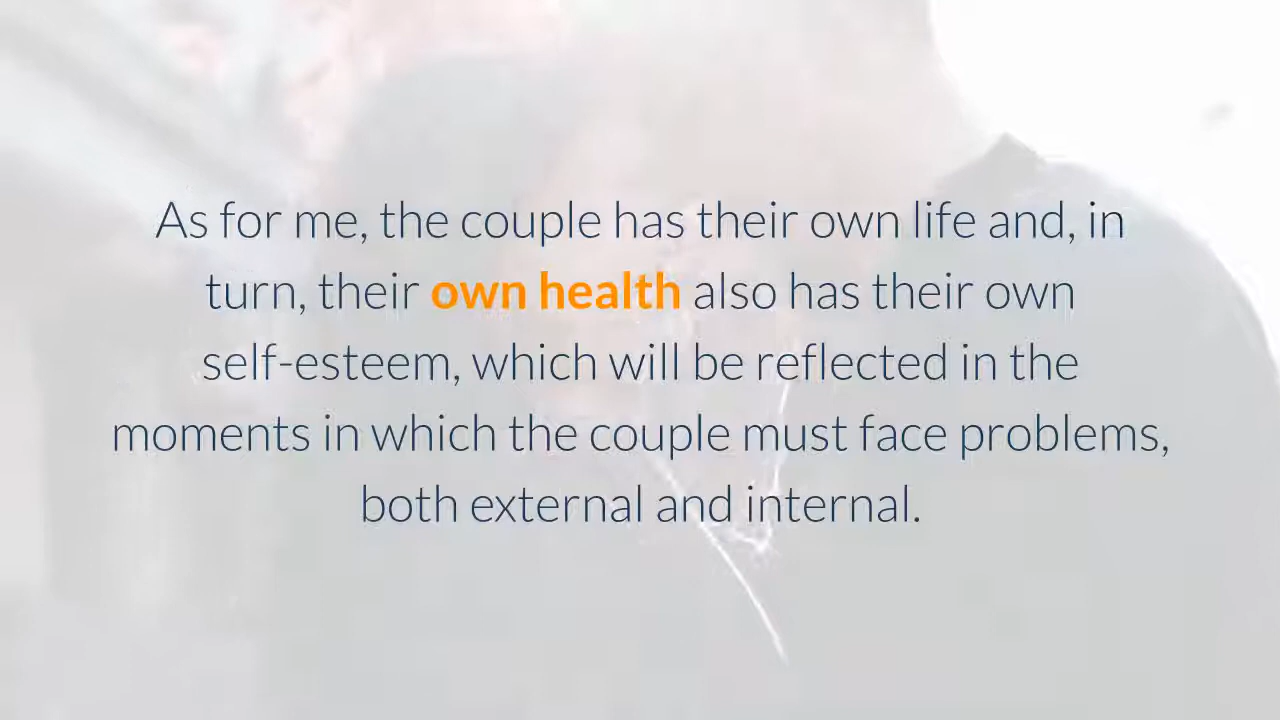 As for me, the couple has their own life and, in
turn, their own health also has their own
self-esteem, which will be reflected in the
moments in which the couple must face problems,
both external and internal.